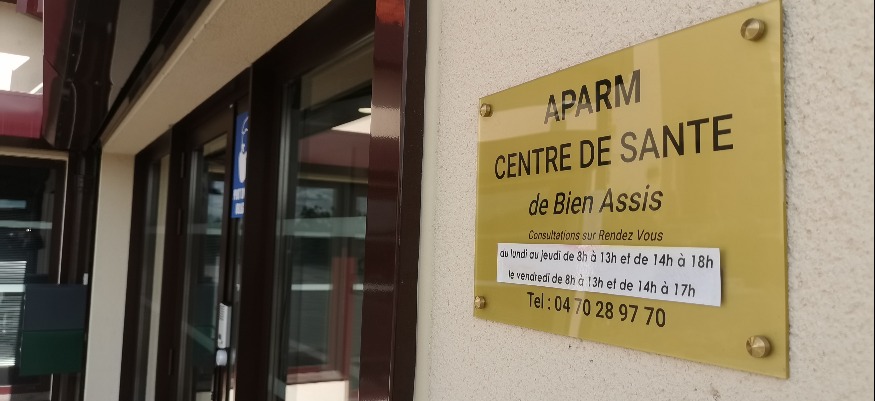 APARM
CENTRE DE SANTE
de Bien Assis
Consultations sur Rendez Vous
du lundi au jeudi de 8h à 13h et de 14h à 18h
le vendredi de 8h à 13h et de 14h à 17h
Tel : 04 70 28 97 70